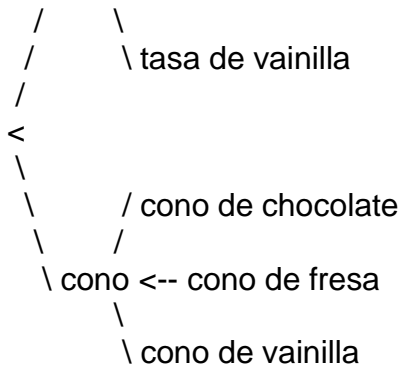 / \
/ \ tasa de vainilla
/
<
\
\ / cono de chocolate
\ /
\ cono <-- cono de fresa
\
\ cono de vainilla